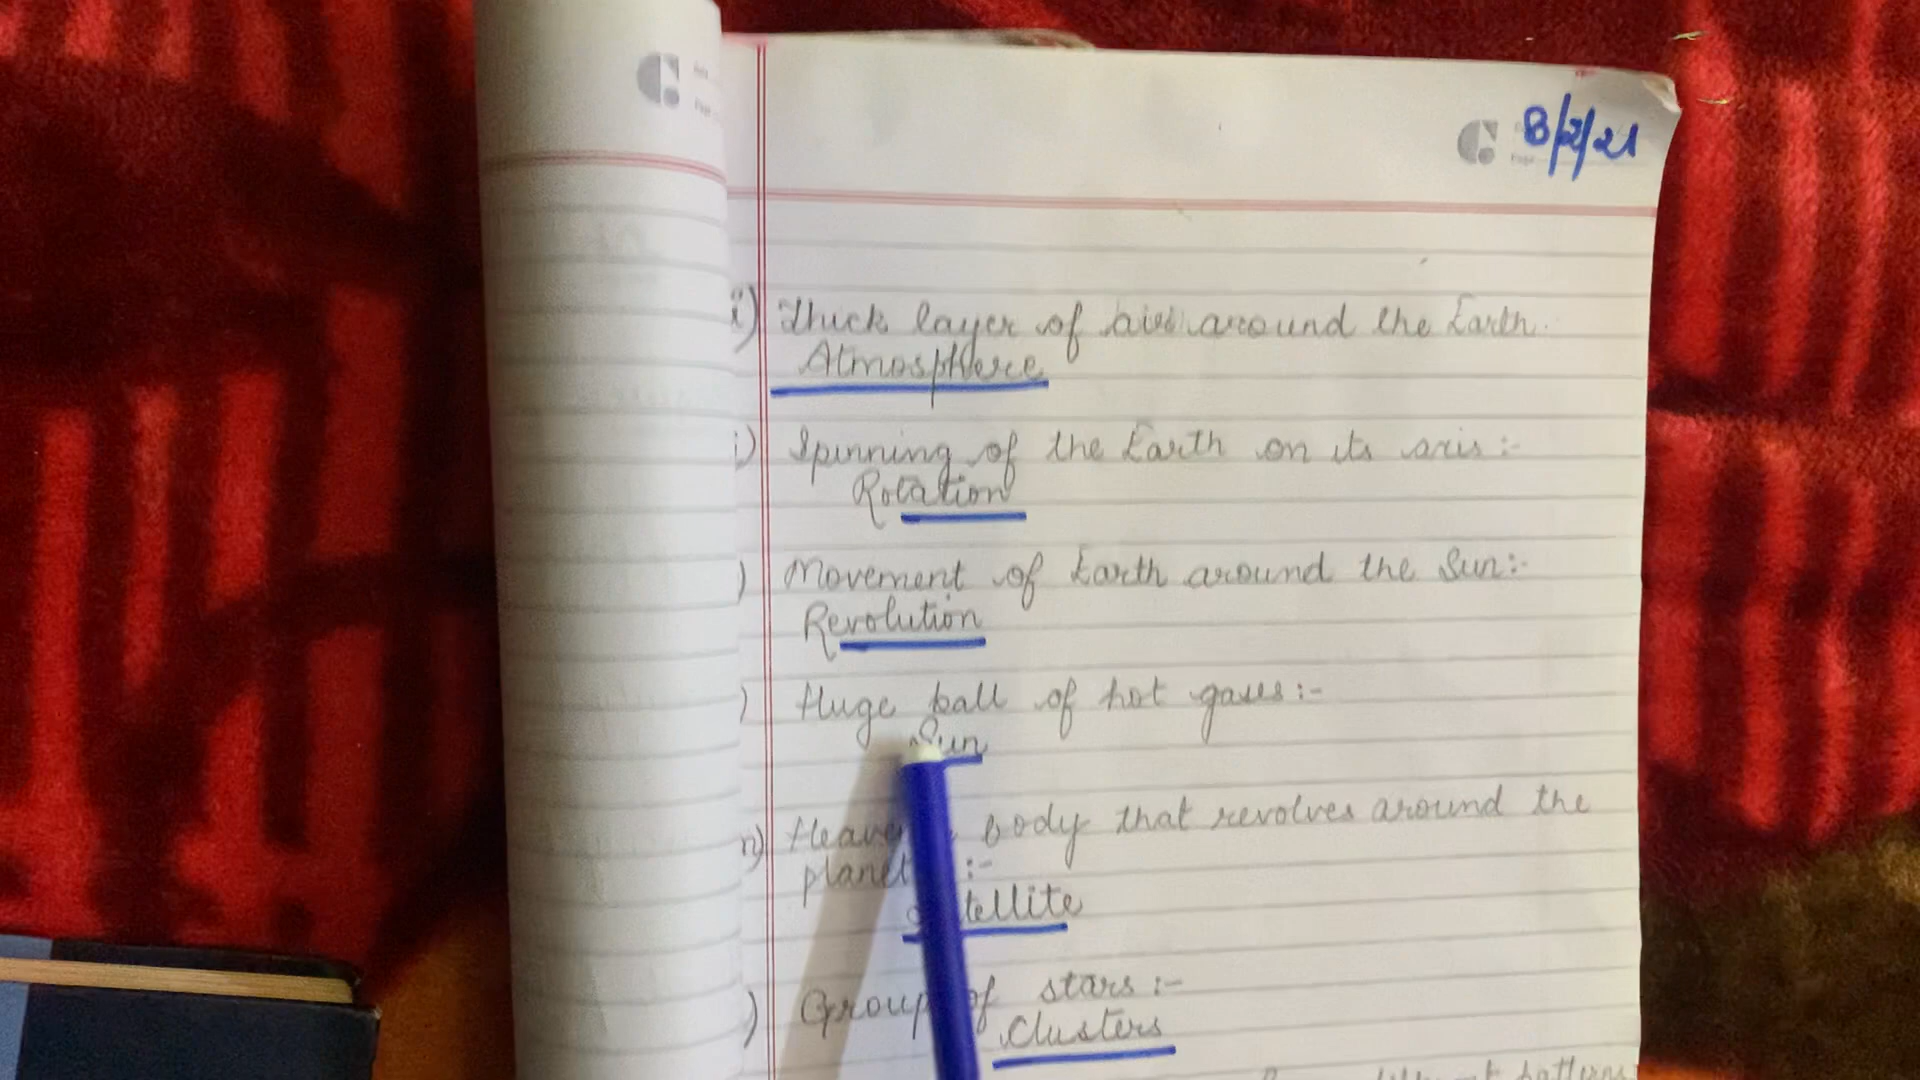 8/2/21
i) Thick layer of air around the Earth.
Atmosphere
i) Spinning of the Earth on its axis :-
Rotation
) Movement of Earth around the Sun :-
Revolution
) Huge ball of hot gases :-
Sun
n) body that revolves around the
planet :-
Satellite
) Group of stars :-
Clusters